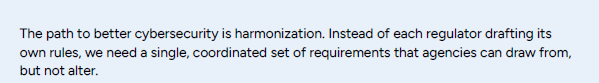 The path to better cybersecurity is harmonization. Instead of each regulator drafting its
own rules, we need a single, coordinated set of requirements that agencies can draw from,
but not alter.